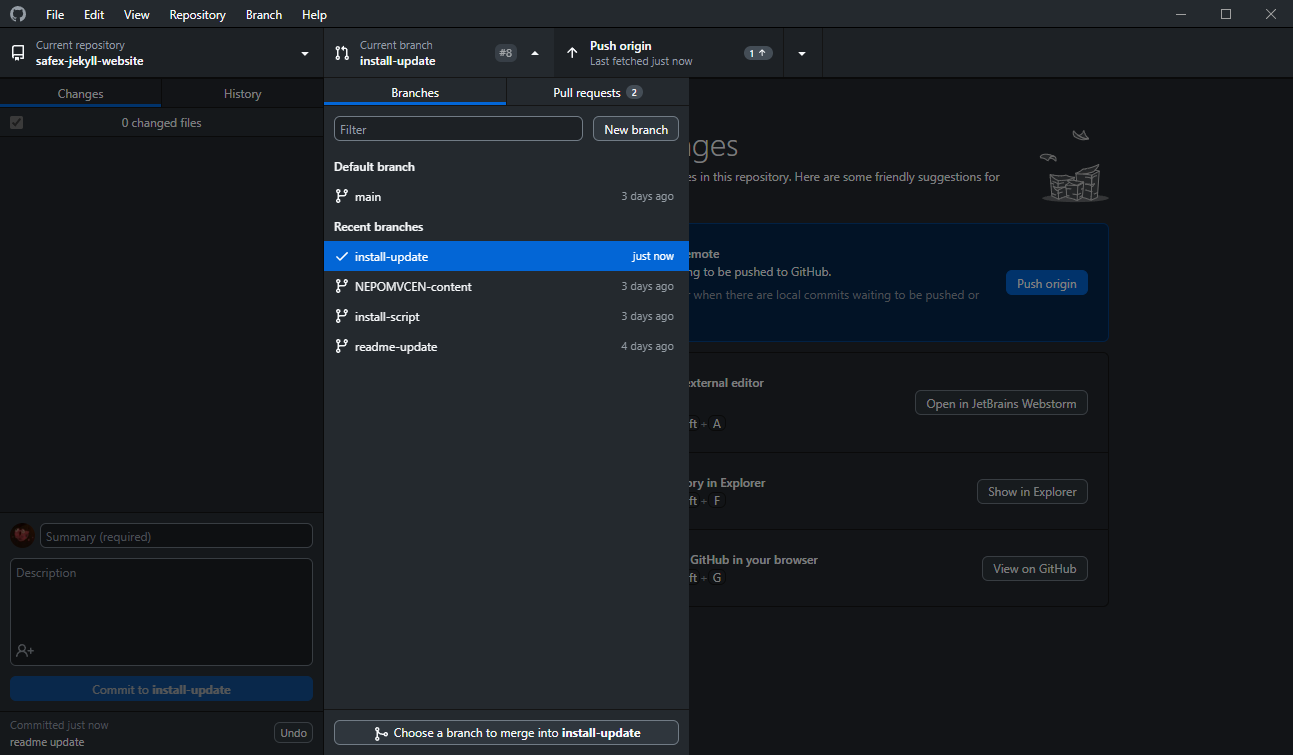 File Edit View Repository Branch Help
Current repository
safex-jekyll-website
Current branch
install-update
#8
Push origin
Last fetched just now
1
Changes History
0 changed files
Branches Pull requests 2
Filter New branch
Default branch
main 3 days ago
Recent branches
install-update just now
NEPOMVCEN-content 3 days ago
install-script 3 days ago
readme-update 4 days ago
Choose a branch to merge into install-update
Summary (required)
Description
Commit to install-update
Committed just now
readme update
Undo
es in this repository. Here are some friendly suggestions for
to be pushed to GitHub.
when there are local commits waiting to be pushed or
Push origin
external editor
ft + A
Open in JetBrains Webstorm
ory in Explorer
ft + F
Show in Explorer
GitHub in your browser
ft + G
View on GitHub